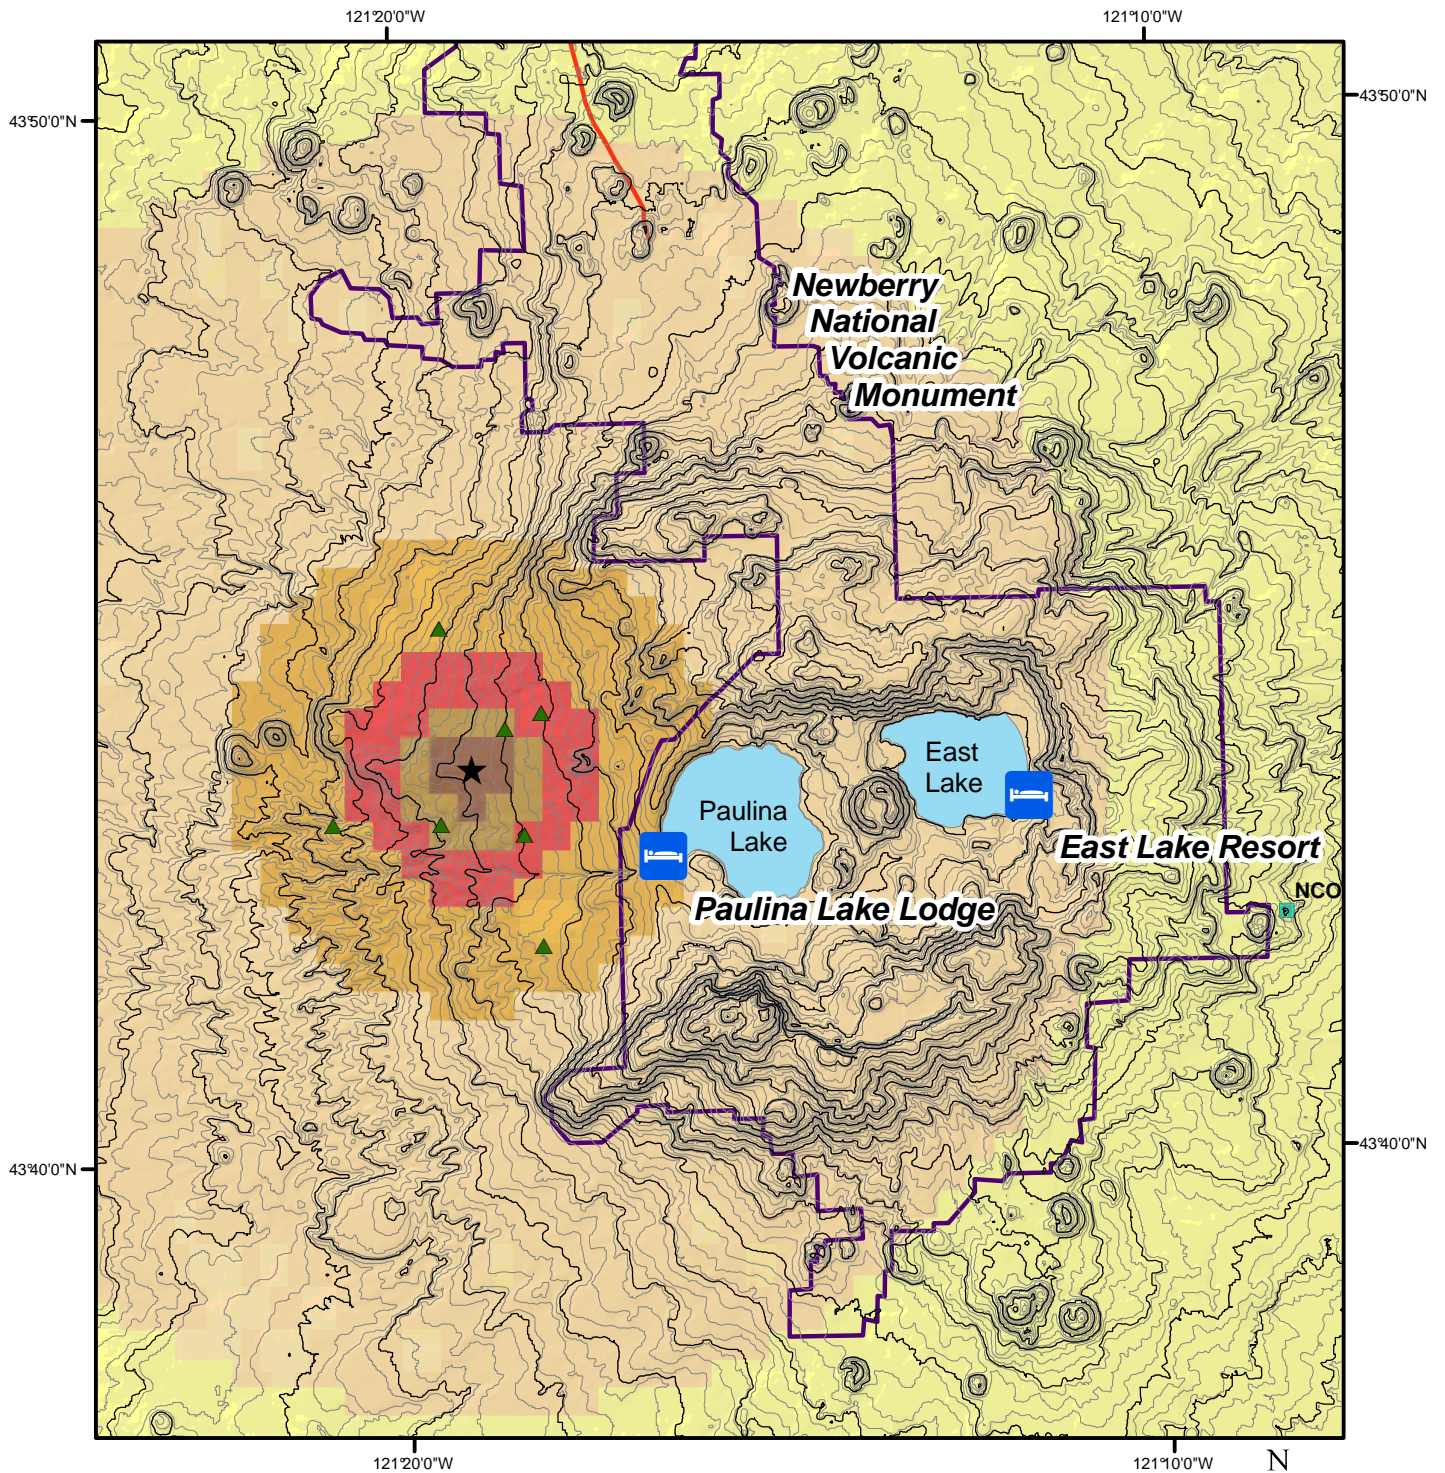 121°20'0"W
121°10'0"W
43°50'0"N
43°50'0"N
Newberry
National
Volcanic
Monument
East
Lake
Paulina
Lake
East Lake Resort
NCO
Paulina Lake Lodge
43°40'0"N
43°40'0"N
121°20'0"W
121°10'0"W
N